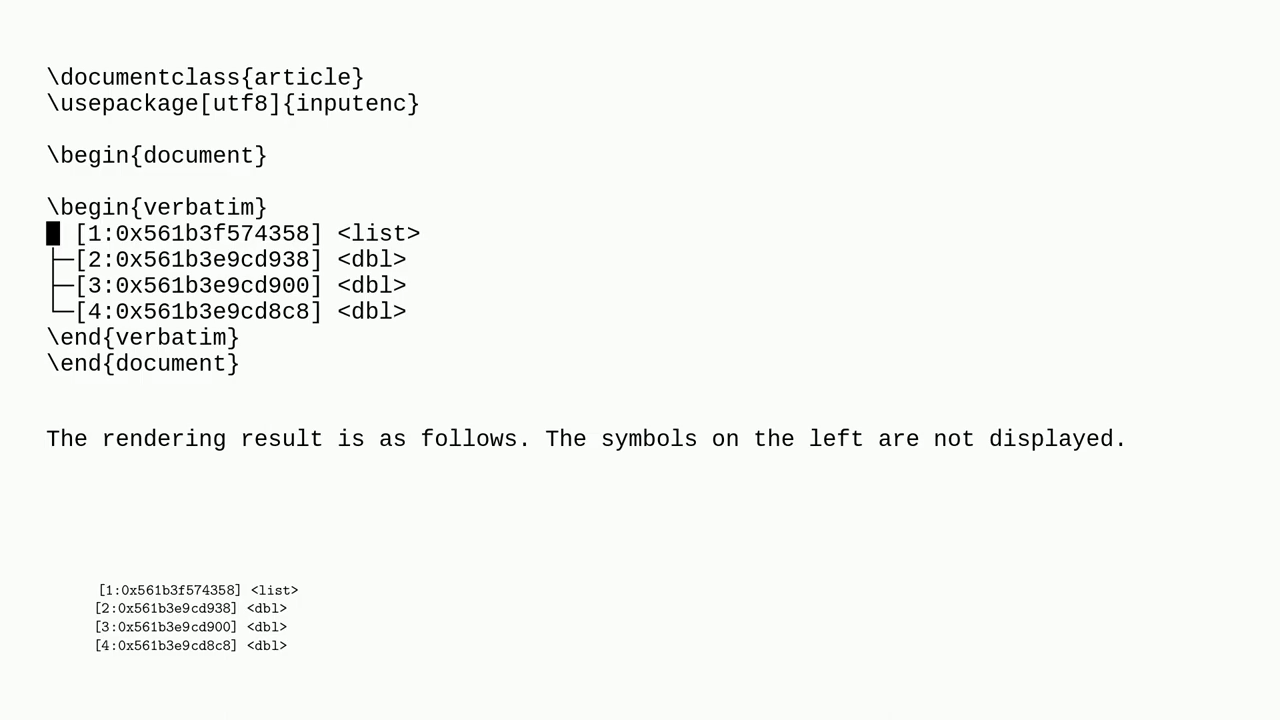 \documentclass{article}
\usepackage[utf8]{inputenc}
\begin{document}
\begin{verbatim}
█ [1:0x561b3f574358] <list>
├─[2:0x561b3e9cd938] <dbl>
├─[3:0x561b3e9cd900] <dbl>
└─[4:0x561b3e9cd8c8] <dbl>
\end{verbatim}
\end{document}
The rendering result is as follows. The symbols on the left are not displayed.
[1:0x561b3f574358] <list>
[2:0x561b3e9cd938] <dbl>
[3:0x561b3e9cd900] <dbl>
[4:0x561b3e9cd8c8] <dbl>